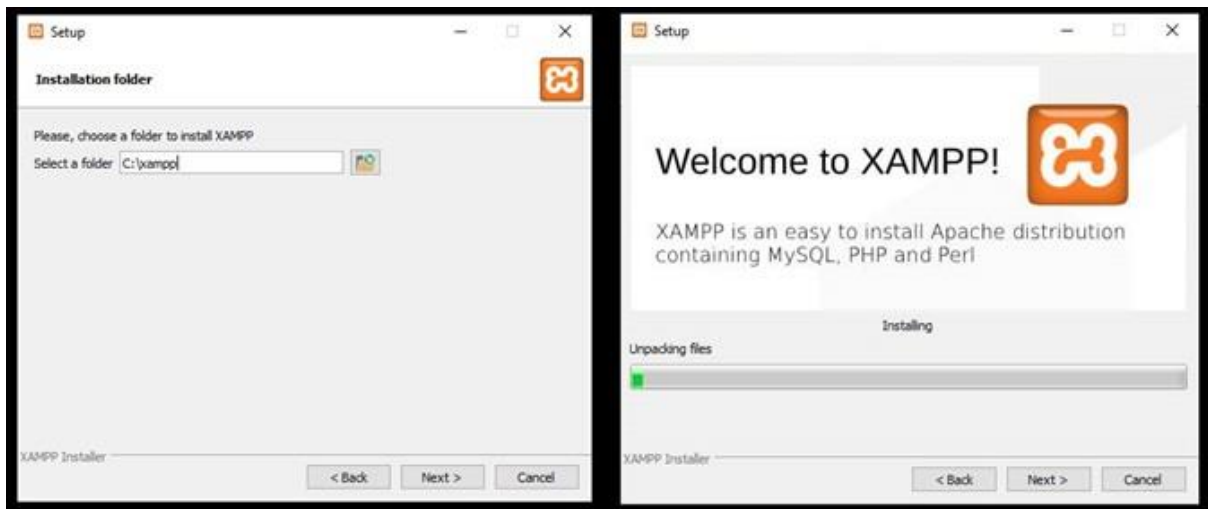 Setup
Installation folder
Please, choose a folder to install XAMPP
Select a folder C:\xampp
XAMPP Installer
< Back Next > Cancel
Setup
Welcome to XAMPP!
XAMPP is an easy to install Apache distribution
containing MySQL, PHP and Perl
Installing
Unpacking files
XAMPP Installer
< Back Next > Cancel